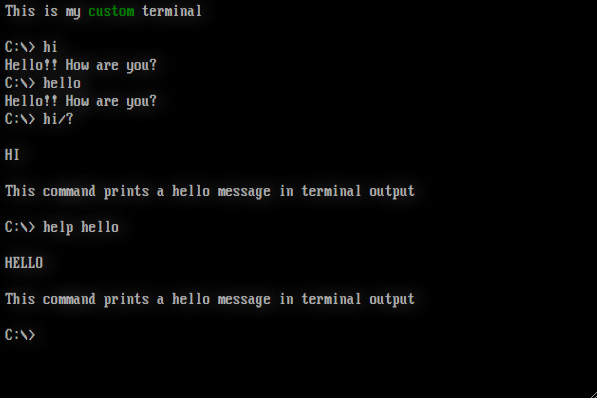 This is my custom terminal
C:\> hi
Hello!! How are you?
C:\> hello
Hello!! How are you?
C:\> hi/?
HI
This command prints a hello message in terminal output
C:\> help hello
HELLO
This command prints a hello message in terminal output
C:\>